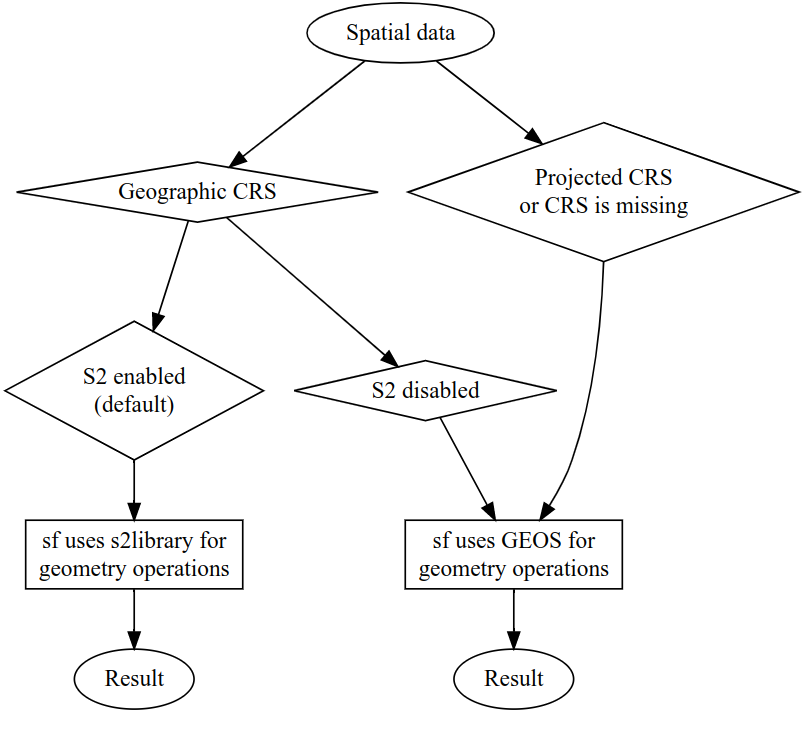 Spatial data
Geographic CRS
Projected CRS
or CRS is missing
S2 enabled
(default)
S2 disabled
sf uses s2library for
geometry operations
sf uses GEOS for
geometry operations
Result
Result